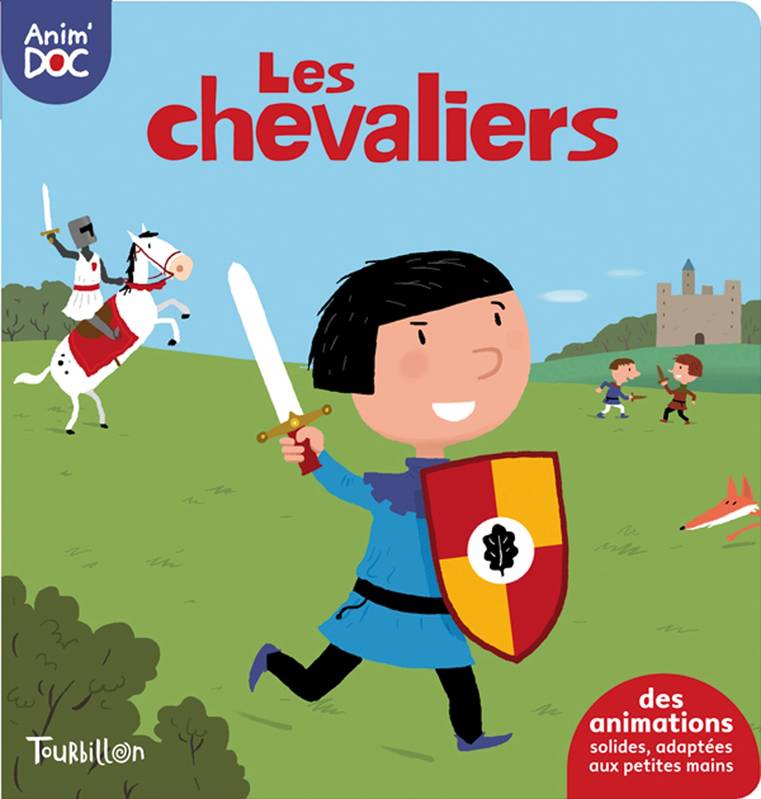 Anim'
DOC
Les
chevaliers
des
animations
solides, adaptées
aux petites mains
TOURBILLON